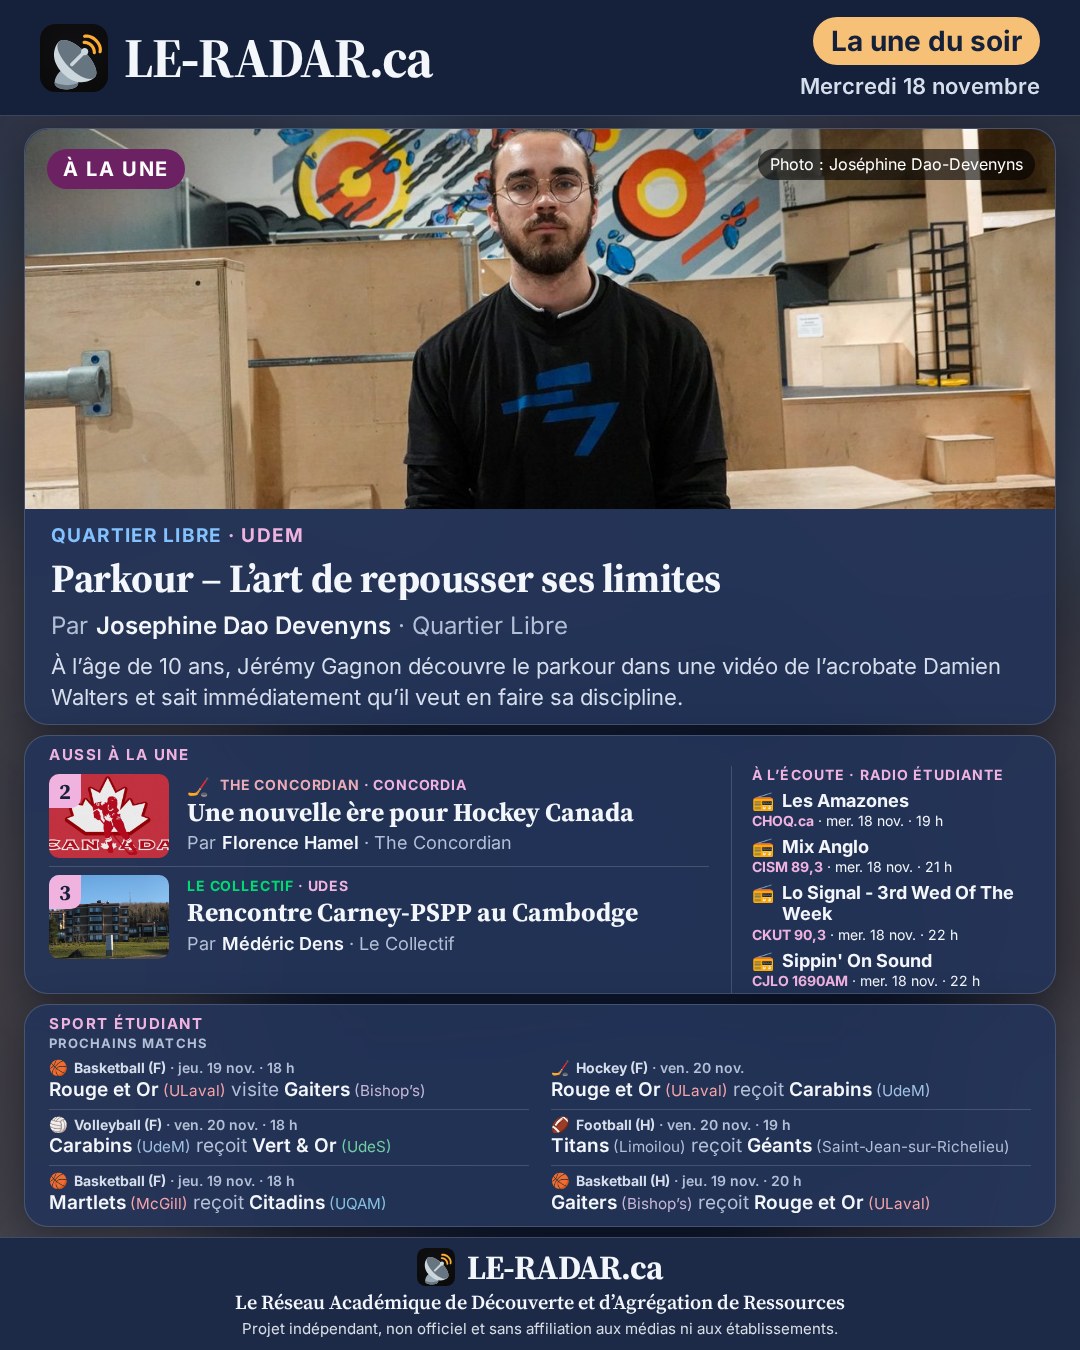 LE-RADAR.ca
La une du soir
Mercredi 18 novembre
À LA UNE
Photo : Joséphine Dao-Devenyns
QUARTIER LIBRE · UDEM
Parkour – L’art de repousser ses limites
Par Josephine Dao Devenyns · Quartier Libre
À l’âge de 10 ans, Jérémy Gagnon découvre le parkour dans une vidéo de l’acrobate Damien
Walters et sait immédiatement qu’il veut en faire sa discipline.
AUSSI À LA UNE
2
CANADA
THE CONCORDIAN · CONCORDIA
Une nouvelle ère pour Hockey Canada
Par Florence Hamel · The Concordian
3
LE COLLECTIF · UDES
Rencontre Carney-PSPP au Cambodge
Par Médéric Dens · Le Collectif
À L’ÉCOUTE · RADIO ÉTUDIANTE
Les Amazones
CHOQ.ca · mer. 18 nov. · 19 h
Mix Anglo
CISM 89,3 · mer. 18 nov. · 21 h
Lo Signal - 3rd Wed Of The
Week
CKUT 90,3 · mer. 18 nov. · 22 h
Sippin' On Sound
CJLO 1690AM · mer. 18 nov. · 22 h
SPORT ÉTUDIANT
PROCHAINS MATCHS
Basketball (F) · jeu. 19 nov. · 18 h
Rouge et Or (ULaval) visite Gaiters (Bishop’s)
Volleyball (F) · ven. 20 nov. · 18 h
Carabins (UdeM) reçoit Vert & Or (UdeS)
Basketball (F) · jeu. 19 nov. · 18 h
Martlets (McGill) reçoit Citadins (UQAM)
Hockey (F) · ven. 20 nov.
Rouge et Or (ULaval) reçoit Carabins (UdeM)
Football (H) · ven. 20 nov. · 19 h
Titans (Limoilou) reçoit Géants (Saint-Jean-sur-Richelieu)
Basketball (H) · jeu. 19 nov. · 20 h
Gaiters (Bishop’s) reçoit Rouge et Or (ULaval)
LE-RADAR.ca
Le Réseau Académique de Découverte et d’Agrégation de Ressources
Projet indépendant, non officiel et sans affiliation aux médias ni aux établissements.